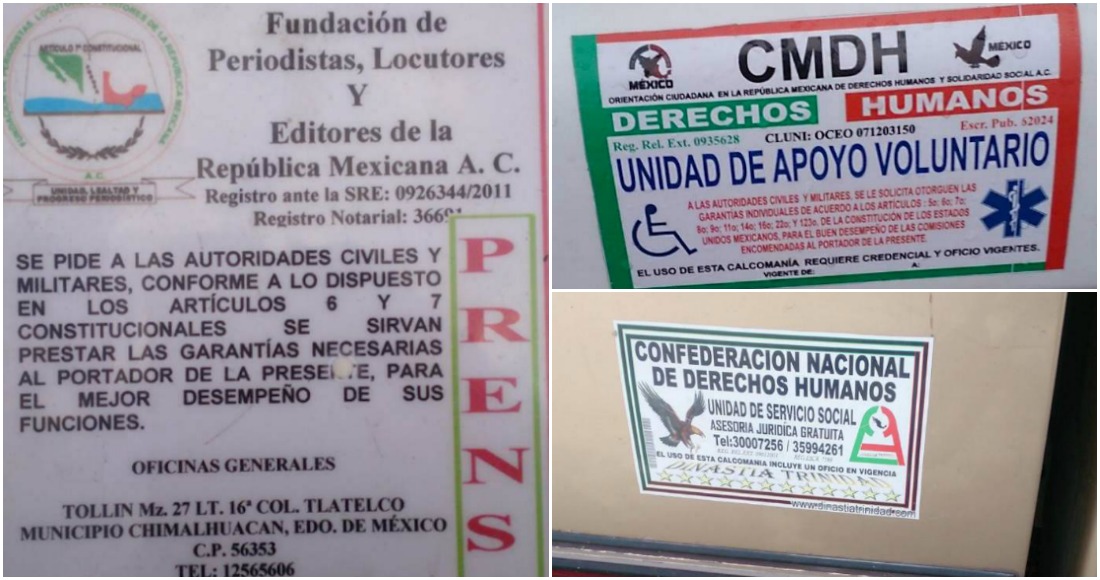 ARTÍCULO 7º CONSTITUCIONAL
A. C.
UNIDAD, LEALTAD Y
PROGRESO PERIODÍSTICO
Fundación de
Periodistas, Locutores
Y
Editores de la
República Mexicana A. C.
Registro ante la SRE: 0926344/2011
Registro Notarial: 36691
SE PIDE A LAS AUTORIDADES CIVILES Y
MILITARES, CONFORME A LO DISPUESTO
EN LOS ARTÍCULOS 6 Y 7
CONSTITUCIONALES SE SIRVAN
PRESTAR LAS GARANTÍAS NECESARIAS
AL PORTADOR DE LA PRESENTE, PARA
EL MEJOR DESEMPEÑO DE SUS
FUNCIONES.
OFICINAS GENERALES
TOLLIN Mz. 27 LT. 16ª COL. TLATELCO
MUNICIPIO CHIMALHUACAN, EDO. DE MÉXICO
C.P. 56353
TEL: 12565606
PRENS
MÉXICO
CMDH
MÉXICO
ORIENTACIÓN CIUDADANA EN LA REPÚBLICA MEXICANA DE DERECHOS HUMANOS Y SOLIDARIDAD SOCIAL A.C.
DERECHOS HUMANOS
Reg. Rel. Ext. 0935628 CLUNI: OCEO 071203150 Escr. Pub. 52024
UNIDAD DE APOYO VOLUNTARIO
A LAS AUTORIDADES CIVILES Y MILITARES, SE LE SOLICITA OTORGUEN LAS
GARANTÍAS INDIVIDUALES DE ACUERDO A LOS ARTÍCULOS : 5o; 6o; 7o;
8o; 9o; 11o; 14o; 16o; 22o; Y 123o, DE LA CONSTITUCIÓN DE LOS ESTADOS
UNIDOS MEXICANOS, PARA EL BUEN DESEMPEÑO DE LAS COMISIONES
ENCOMENDADAS AL PORTADOR DE LA PRESENTE.
EL USO DE ESTA CALCOMANÍA REQUIERE CREDENCIAL Y OFICIO VIGENTES.
VIGENTE DE: A:
CONFEDERACION NACIONAL
DE DERECHOS HUMANOS
UNIDAD DE SERVICIO SOCIAL
ASESORIA JURIDÍCA GRATUITA
Tel:30007256 / 35994261
EL USO DE ESTA CALCOMANIA INCLUYE UN OFICIO EN VIGENCIA
DINASTIA TRINIDAD
www.dinastiatrinidad.com